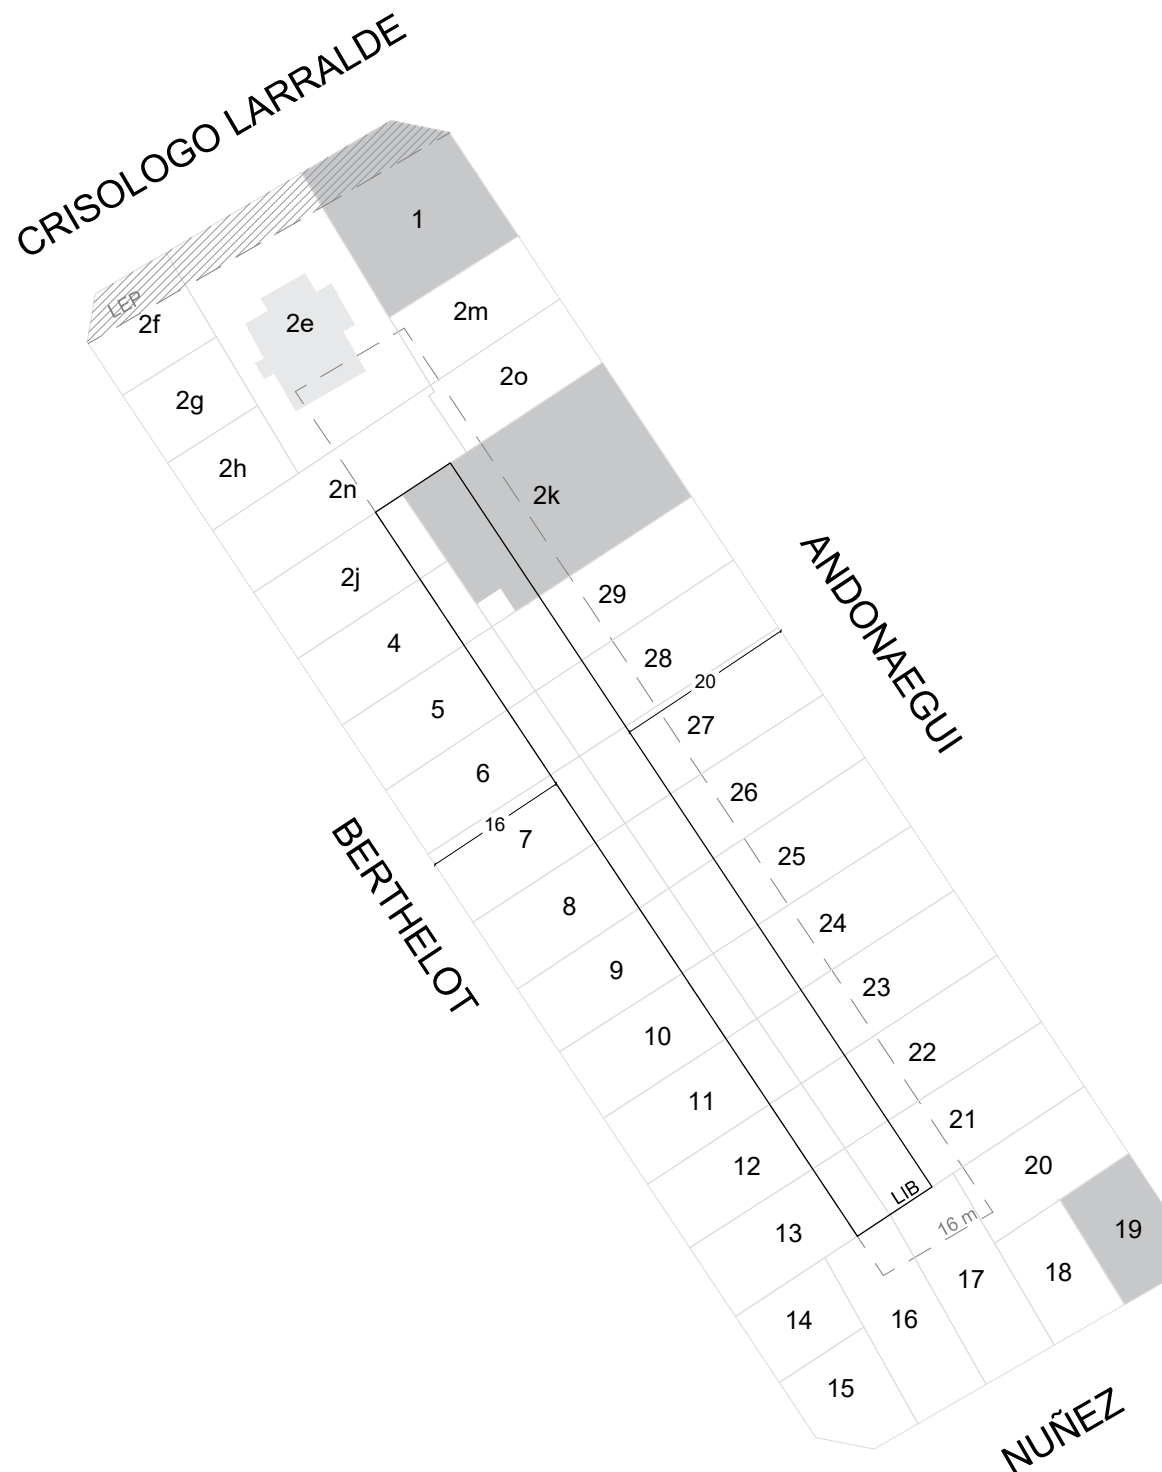 CRISOLOGO LARRALDE
1
LEP
2f
2e
2m
2g
2o
2h
2n
2k
2j
29
ANDONAEGUI
4
28
20
5
27
6
26
16
7
BERTHELOT
25
8
24
9
23
10
22
11
21
12
20
LIB
16 m
13
19
17
18
14
16
15
NUÑEZ